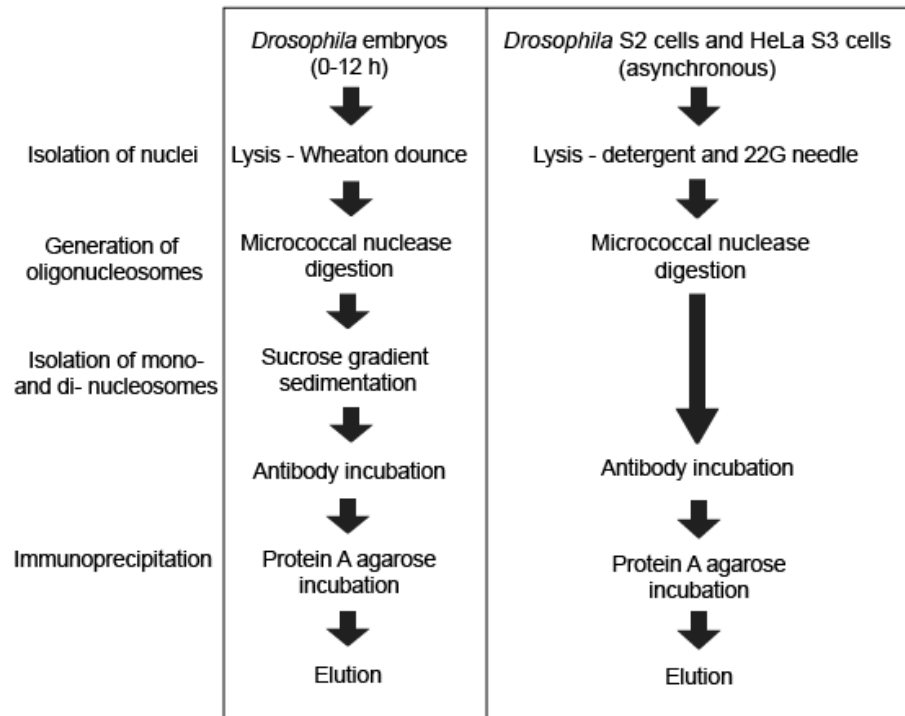 Drosophila embryos
(0-12 h)
Drosophila S2 cells and HeLa S3 cells
(asynchronous)
Isolation of nuclei
Lysis - Wheaton dounce
Lysis - detergent and 22G needle
Generation of
oligonucleosomes
Micrococcal nuclease
digestion
Micrococcal nuclease
digestion
Isolation of mono-
and di- nucleosomes
Sucrose gradient
sedimentation
Antibody incubation
Antibody incubation
Immunoprecipitation
Protein A agarose
incubation
Protein A agarose
incubation
Elution
Elution